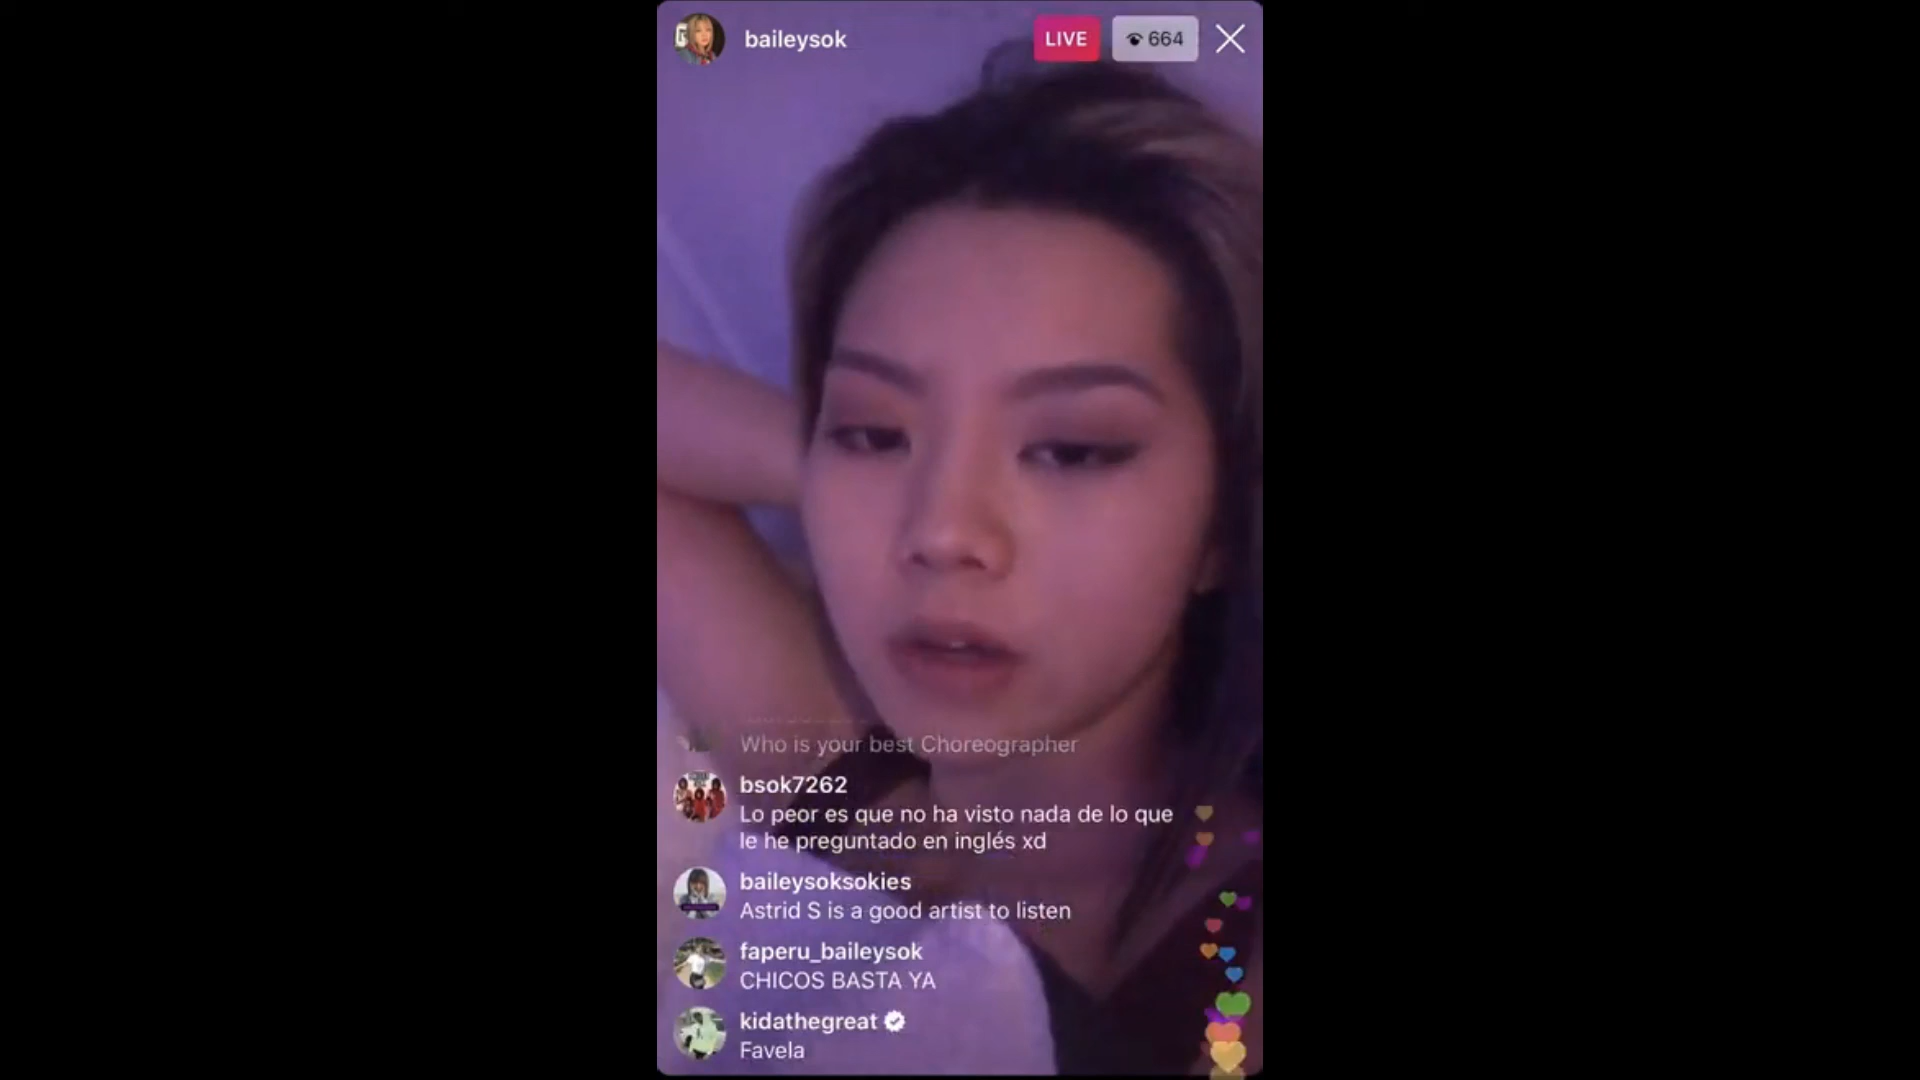 baileysok
LIVE
664
Who is your best Choreographer
bsok7262
Lo peor es que no ha visto nada de lo que
le he preguntado en inglés xd
baileysoksokies
Astrid S is a good artist to listen
faperu_baileysok
CHICOS BASTA YA
kidathegreat
Favela